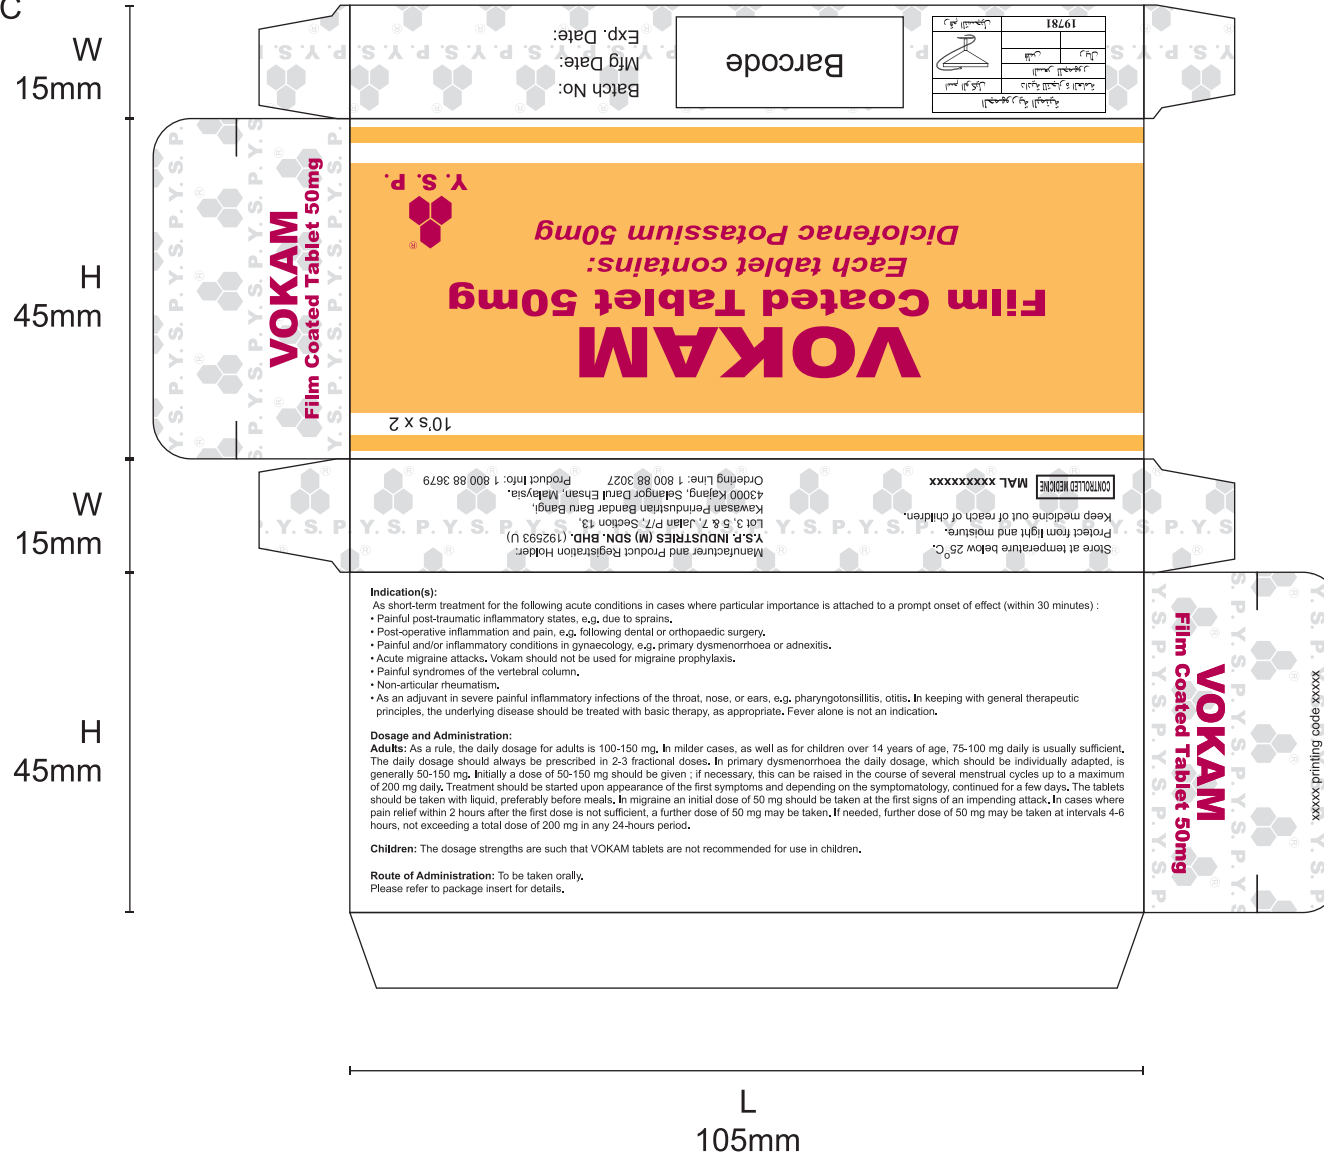 C
W
15mm
H
45mm
W
15mm
H
45mm
L
105mm
Batch No:
Mfg Date:
Exp. Date:
Barcode
الجمهورية اليمنية
اسم الوكيل
دادية للتجارة العامة
السعر للجمهور
ريال
فلس
رقم التسجيل
19781
VOKAM
Film Coated Tablet 50mg
VOKAM
Film Coated Tablet 50mg
Each tablet contains:
Diclofenac Potassium 50mg
Y. S. P.
®
10's x 2
Store at temperature below 25°C.
Protect from light and moisture.
Keep medicine out of reach of children.
CONTROLLED MEDICINE
MAL xxxxxxxxxx
Manufacturer and Product Registration Holder:
Y.S.P. INDUSTRIES (M) SDN. BHD. (192593 U)
Lot 3, 5 & 7, Jalan P/7, Section 13,
Kawasan Perindustrian Bandar Baru Bangi,
43000 Kajang, Selangor Darul Ehsan, Malaysia.
Ordering Line: 1 800 88 3027 Product Info: 1 800 88 3679
Indication(s):
As short-term treatment for the following acute conditions in cases where particular importance is attached to a prompt onset of effect (within 30 minutes) :
• Painful post-traumatic inflammatory states, e.g. due to sprains.
• Post-operative inflammation and pain, e.g. following dental or orthopaedic surgery.
• Painful and/or inflammatory conditions in gynaecology, e.g. primary dysmenorrhoea or adnexitis.
• Acute migraine attacks. Vokam should not be used for migraine prophylaxis.
• Painful syndromes of the vertebral column.
• Non-articular rheumatism.
• As an adjuvant in severe painful inflammatory infections of the throat, nose, or ears, e.g. pharyngotonsillitis, otitis. In keeping with general therapeutic
principles, the underlying disease should be treated with basic therapy, as appropriate. Fever alone is not an indication.
Dosage and Administration:
Adults: As a rule, the daily dosage for adults is 100-150 mg. In milder cases, as well as for children over 14 years of age, 75-100 mg daily is usually sufficient.
The daily dosage should always be prescribed in 2-3 fractional doses. In primary dysmenorrhoea the daily dosage, which should be individually adapted, is
generally 50-150 mg. Initially a dose of 50-150 mg should be given ; if necessary, this can be raised in the course of several menstrual cycles up to a maximum
of 200 mg daily. Treatment should be started upon appearance of the first symptoms and depending on the symptomatology, continued for a few days. The tablets
should be taken with liquid, preferably before meals. In migraine an initial dose of 50 mg should be taken at the first signs of an impending attack. In cases where
pain relief within 2 hours after the first dose is not sufficient, a further dose of 50 mg may be taken. If needed, further dose of 50 mg may be taken at intervals 4-6
hours, not exceeding a total dose of 200 mg in any 24-hours period.
Children: The dosage strengths are such that VOKAM tablets are not recommended for use in children.
Route of Administration: To be taken orally.
Please refer to package insert for details.
VOKAM
Film Coated Tablet 50mg
xxxxxx printing code xxxxx